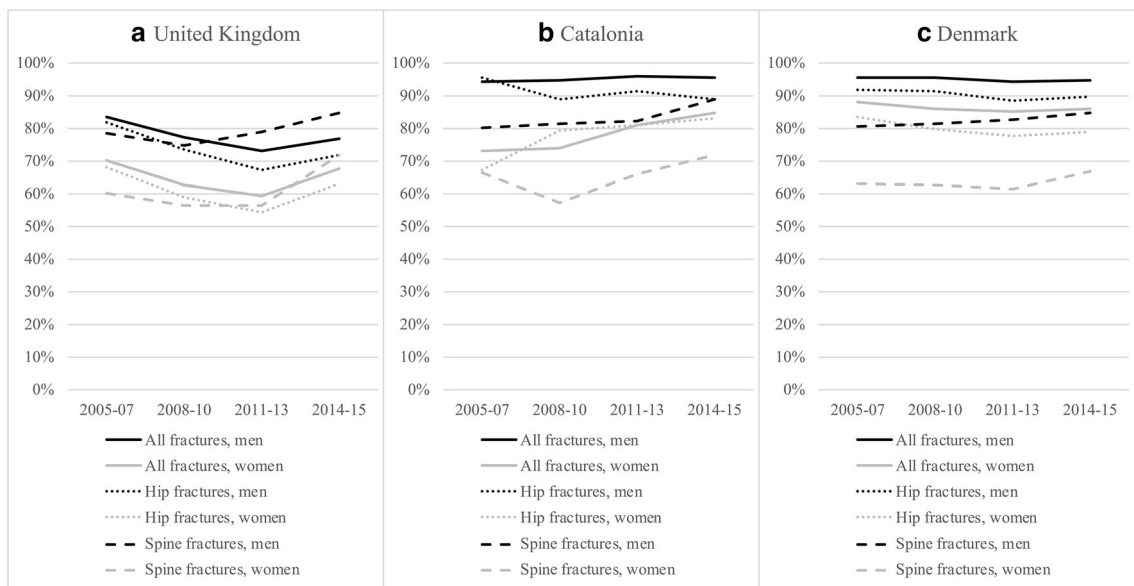 a United Kingdom
100%
90%
80%
70%
60%
50%
40%
30%
20%
10%
0%
2005-07 2008-10 2011-13 2014-15
All fractures, men
All fractures, women
Hip fractures, men
Hip fractures, women
Spine fractures, men
Spine fractures, women
b Catalonia
100%
90%
80%
70%
60%
50%
40%
30%
20%
10%
0%
2005-07 2008-10 2011-13 2014-15
All fractures, men
All fractures, women
Hip fractures, men
Hip fractures, women
Spine fractures, men
Spine fractures, women
c Denmark
100%
90%
80%
70%
60%
50%
40%
30%
20%
10%
0%
2005-07 2008-10 2011-13 2014-15
All fractures, men
All fractures, women
Hip fractures, men
Hip fractures, women
Spine fractures, men
Spine fractures, women